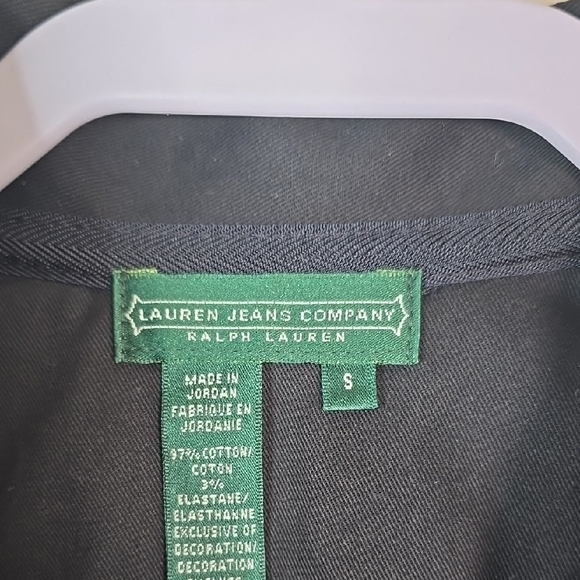 LAUREN JEANS COMPANY
RALPH LAUREN
S
MADE IN
JORDAN
FABRIQUE EN
JORDANIE
97% COTTON/
COTON
3%
ELASTANE/
ELASTHANNE
EXCLUSIVE OF
DECORATION/
DECORATION
EXCLUE